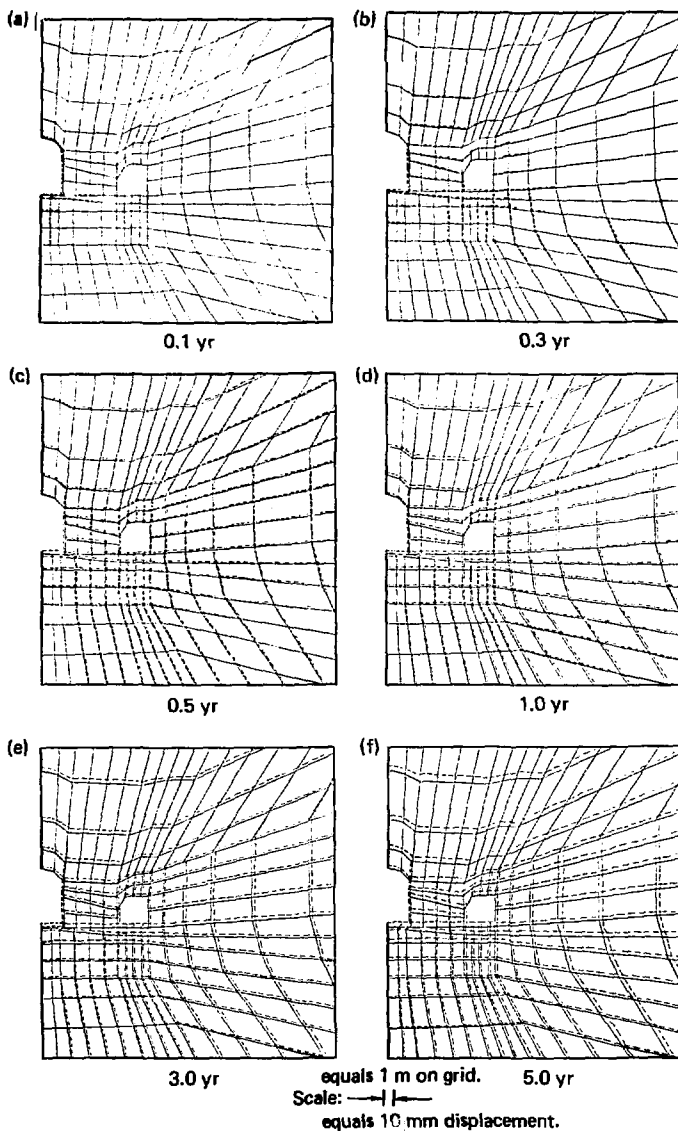 (a)
(b)
0.1 yr
0.3 yr
(c)
(d)
0.5 yr
1.0 yr
(e)
(f)
3.0 yr
equals 1 m on grid.
5.0 yr
Scale:
equals 10 mm displacement.